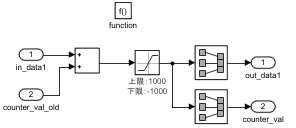 f()
function
1
in_data1
2
counter_val_old
+
+
上限:1000
下限:-1000
1
out_data1
2
counter_val